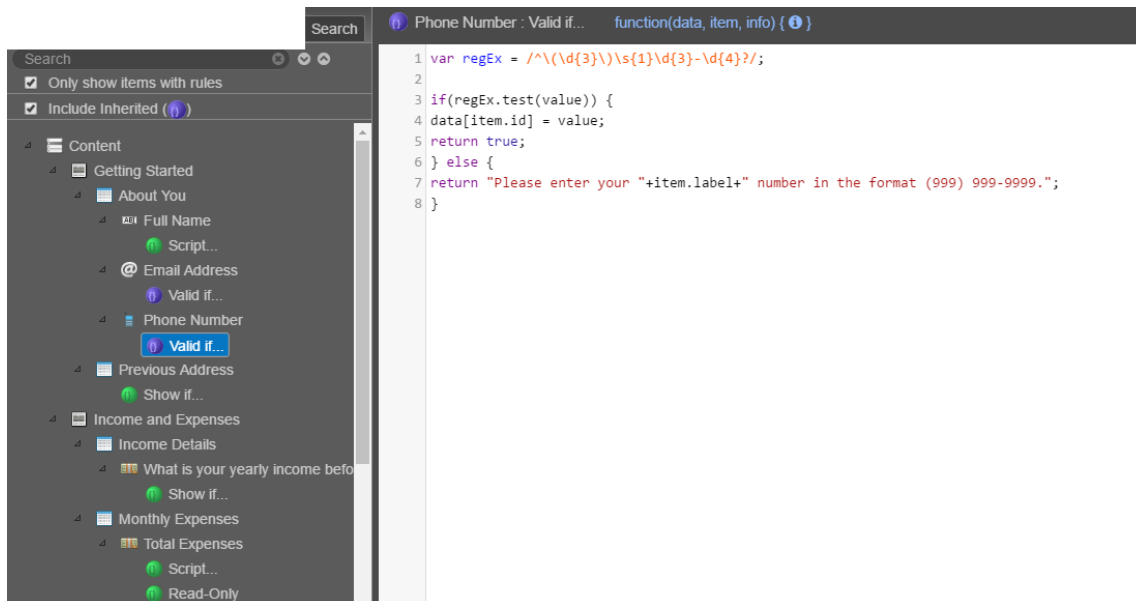 Search
Phone Number : Valid if... function(data, item, info) { i }
Search
Only show items with rules
Include Inherited ( () )
Content
Getting Started
About You
ABI Full Name
() Script...
@ Email Address
() Valid if...
Phone Number
() Valid if...
Previous Address
() Show if...
Income and Expenses
Income Details
What is your yearly income befo
() Show if...
Monthly Expenses
Total Expenses
() Script...
() Read-Only
1 var regEx = /^\(\d{3}\)\s{1}\d{3}-\d{4}?/;
2
3 if(regEx.test(value)) {
4 data[item.id] = value;
5 return true;
6 } else {
7 return "Please enter your "+item.label+" number in the format (999) 999-9999.";
8 }